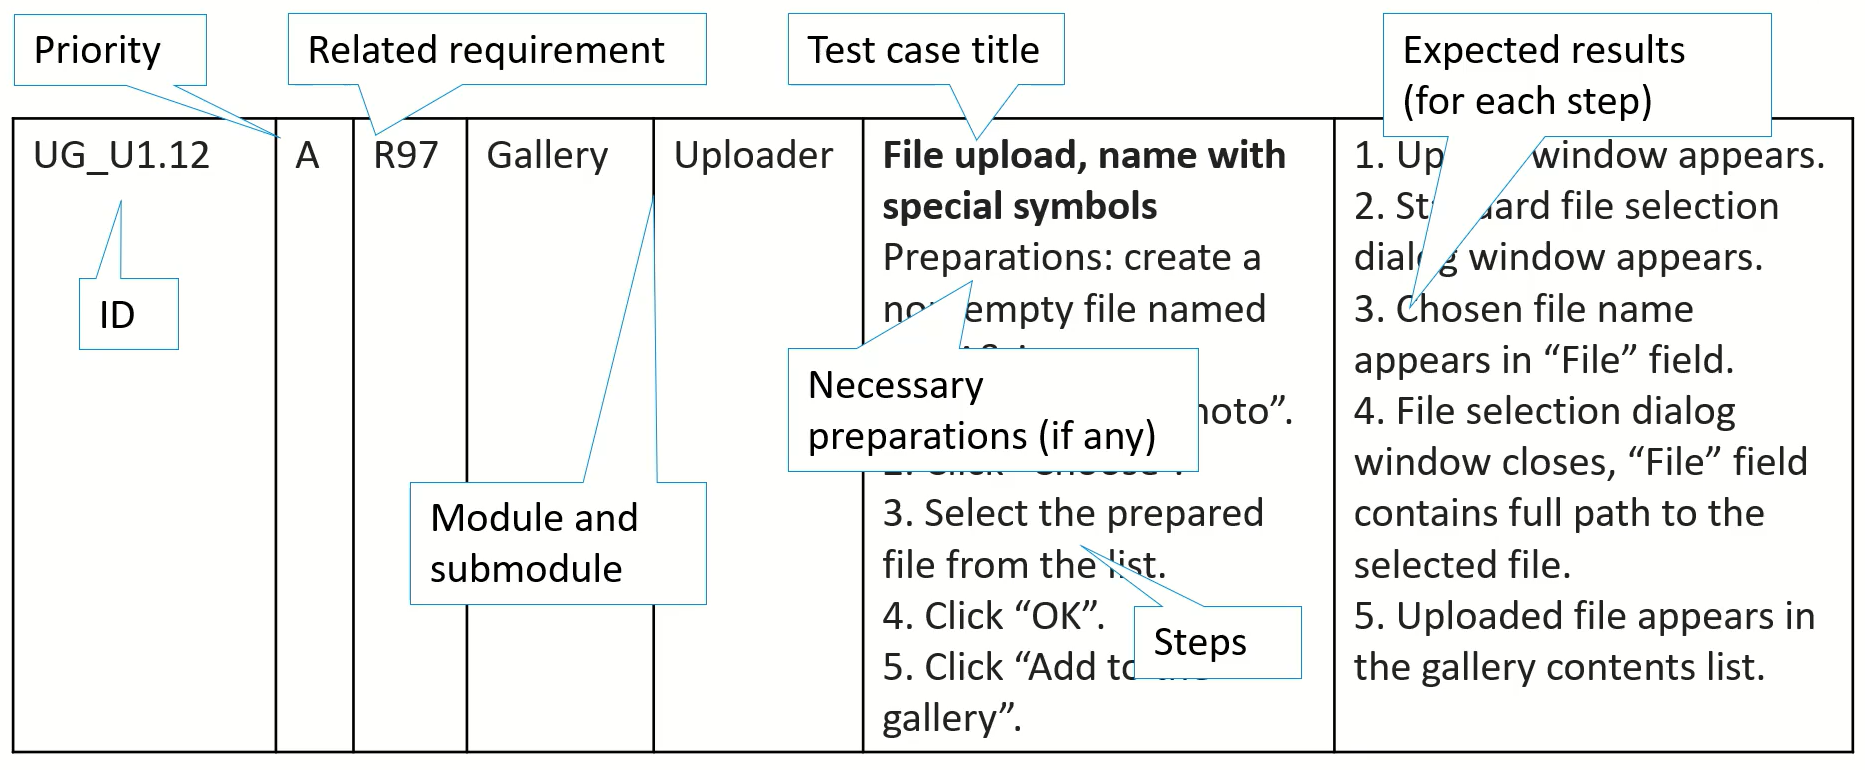 Priority
Related requirement
Test case title
Expected results
(for each step)
UG_U1.12
A
R97
Gallery
Uploader
File upload, name with
special symbols
Preparations: create a
empty file named
hoto”.
3. Select the prepared
file from the list.
4. Click “OK”.
5. Click “Add to the
gallery”.
1. window appears.
2. Standard file selection
dialog window appears.
3. Chosen file name
appears in “File” field.
4. File selection dialog
window closes, “File” field
contains full path to the
selected file.
5. Uploaded file appears in
the gallery contents list.
ID
Necessary
preparations (if any)
Module and
submodule
Steps